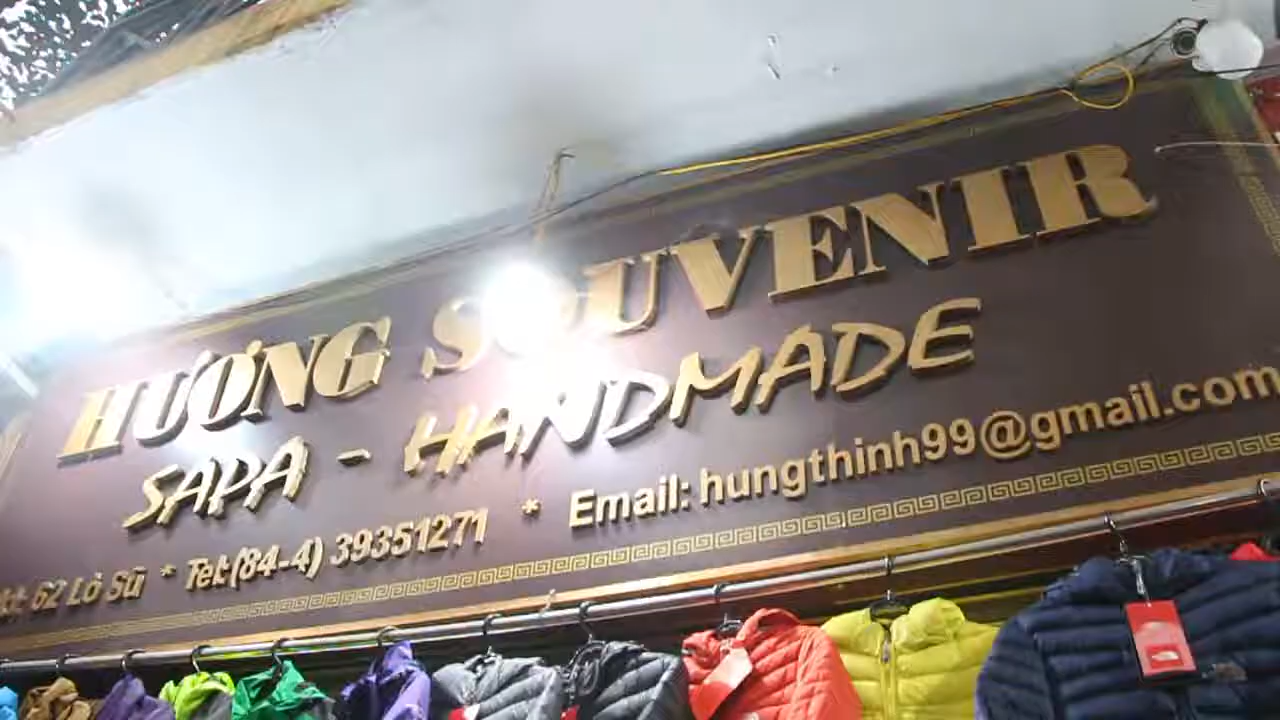 HƯƠNG SOUVENIR
SAPA - HANDMADE
62 Lò Sũ * Tel:(84-4) 39351271 * Email: hungthinh99@gmail.com